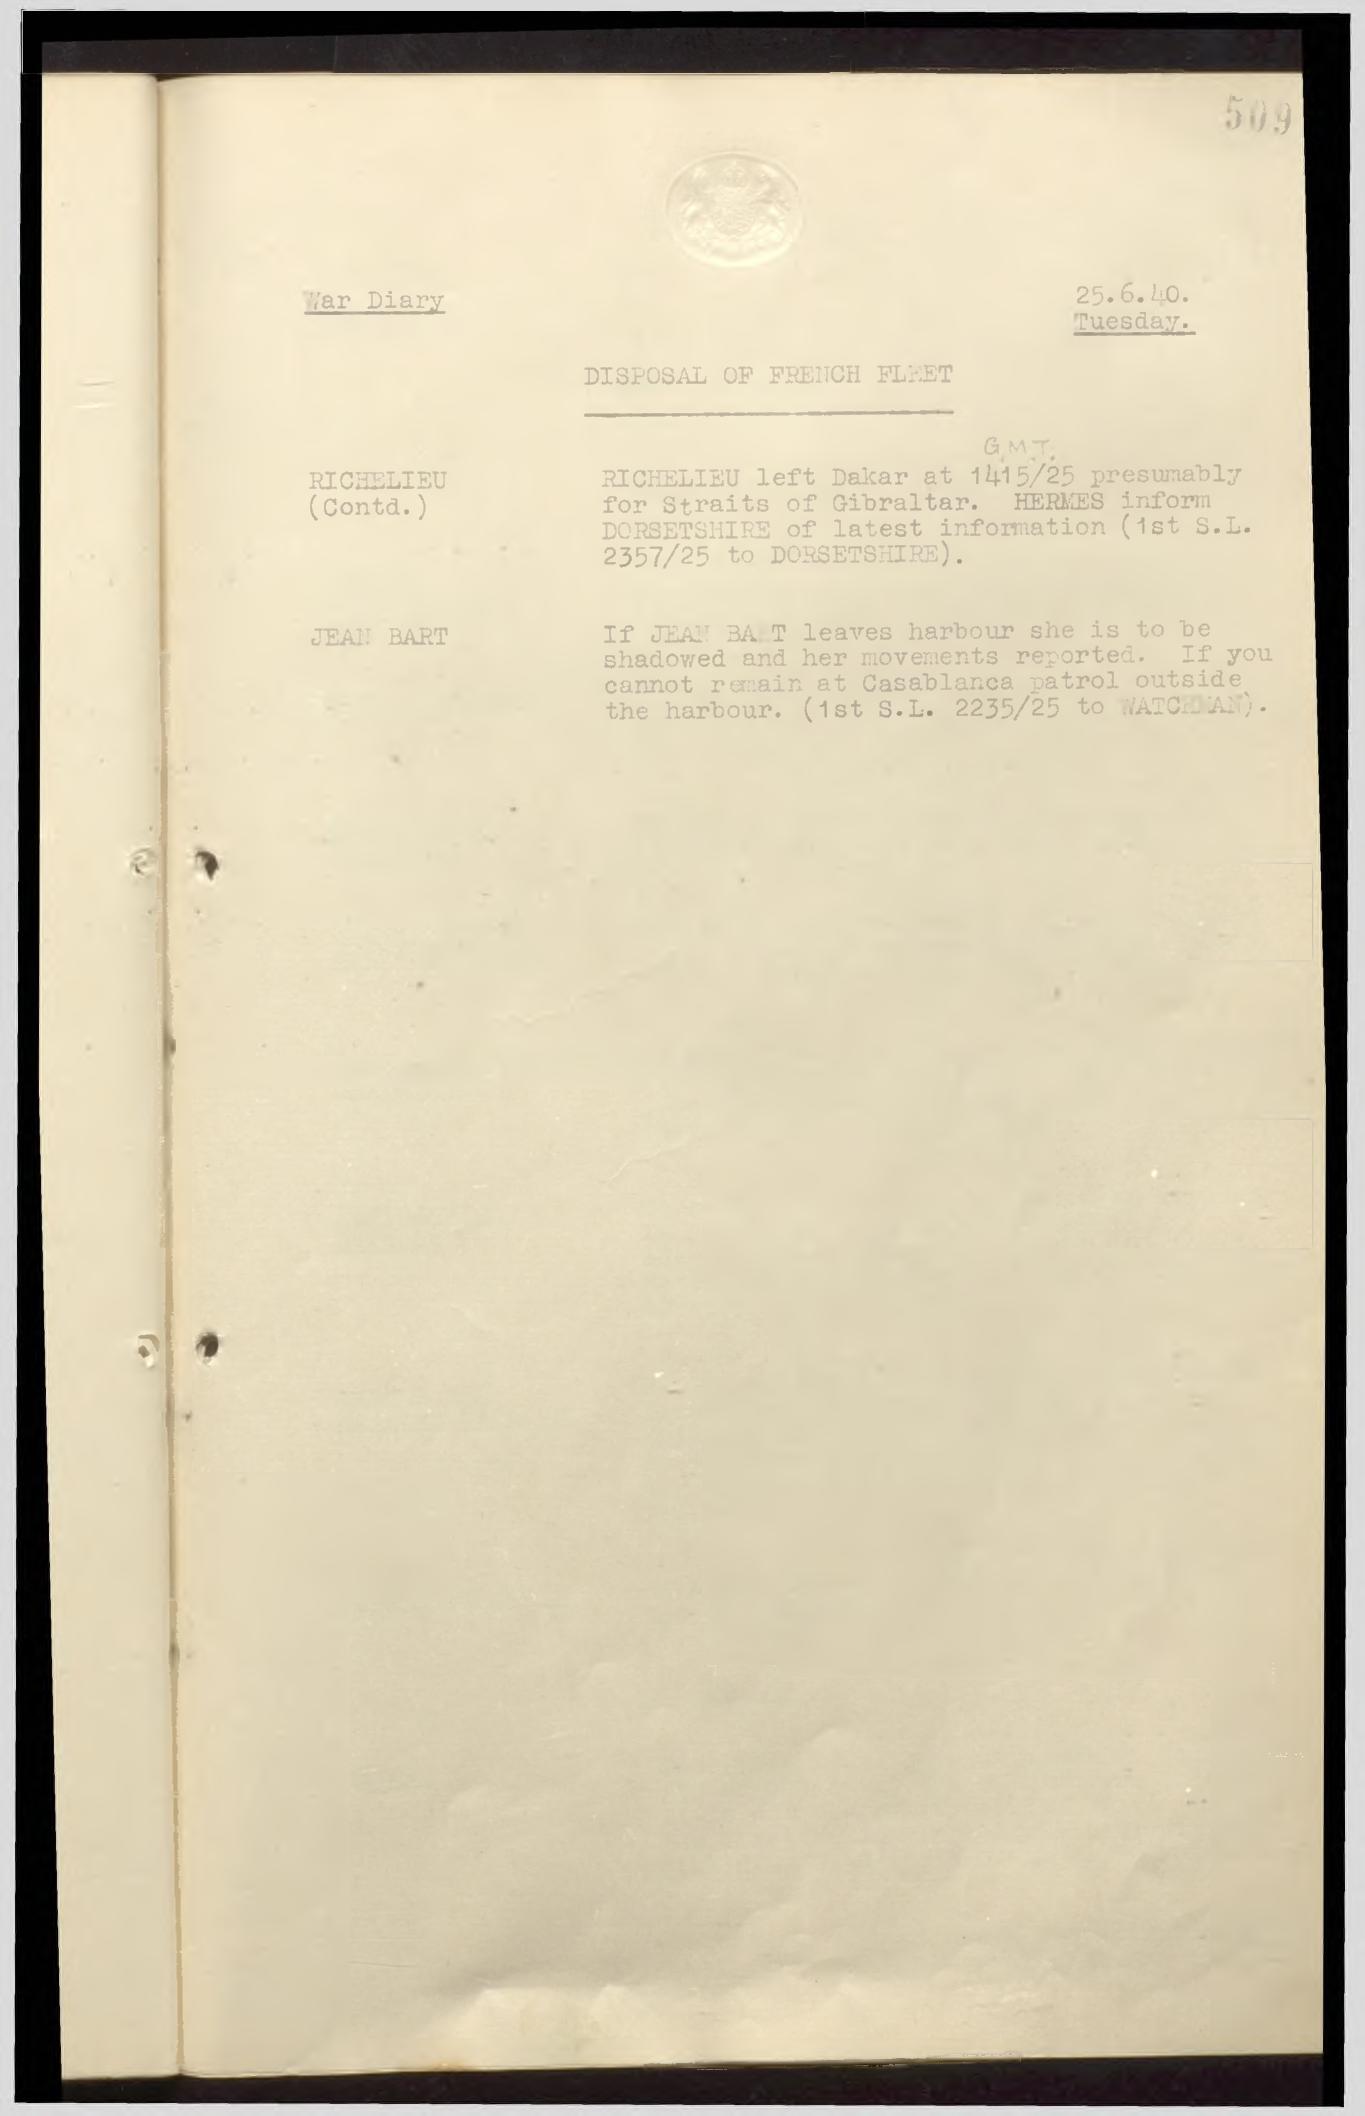 509
War Diary
25.6.40.
Tuesday.
DISPOSAL OF FRENCH FLEET
G.M.T.
RICHELIEU
(Contd.)
RICHELIEU left Dakar at 1415/25 presumably
for Straits of Gibraltar. HERMES inform
DORSETSHIRE of latest information (1st S.L.
2357/25 to DORSETSHIRE).
JEAN BART
If JEAN BART leaves harbour she is to be
shadowed and her movements reported. If you
cannot remain at Casablanca patrol outside
the harbour. (1st S.L. 2235/25 to WATCHMAN).